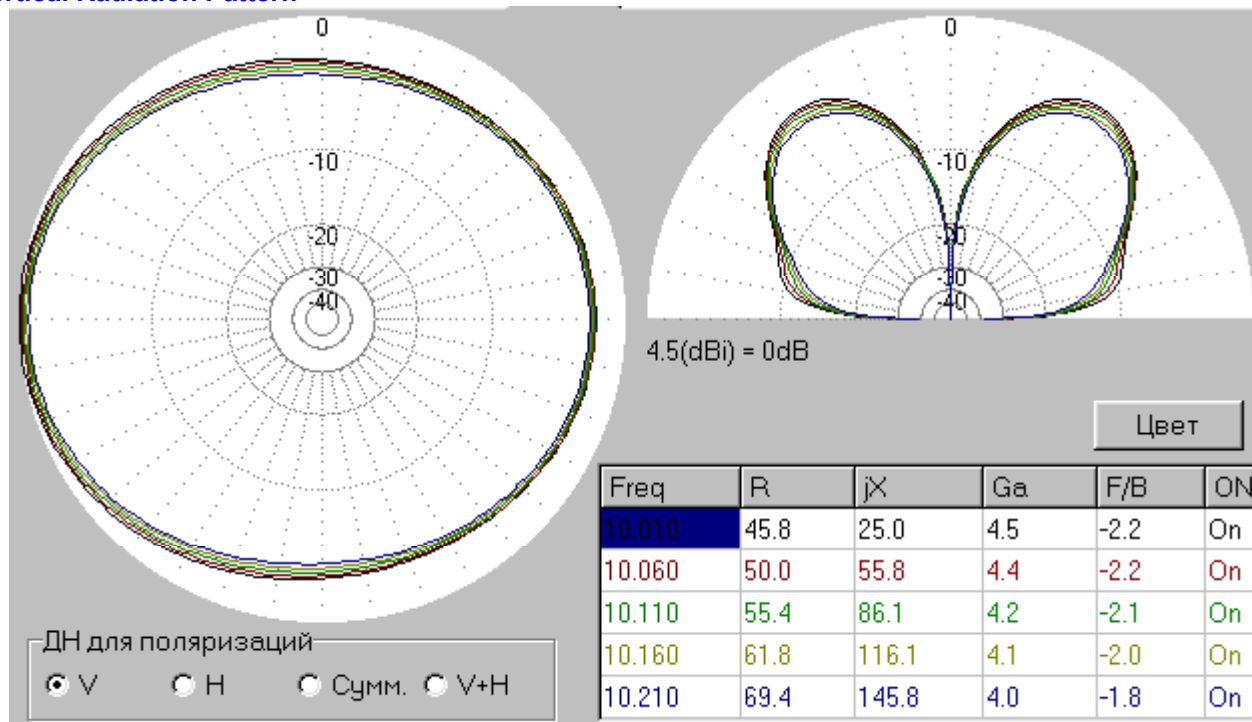 Vertical Radiation Pattern
0
-10
-20
-30
-40
0
-10
-20
-30
-40
4.5(dBi) = 0dB
Цвет
Freq R jX Ga F/B ON
10.010 45.8 25.0 4.5 -2.2 On
10.060 50.0 55.8 4.4 -2.2 On
10.110 55.4 86.1 4.2 -2.1 On
10.160 61.8 116.1 4.1 -2.0 On
10.210 69.4 145.8 4.0 -1.8 On
ДН для поляризаций
V H Сумм. V+H